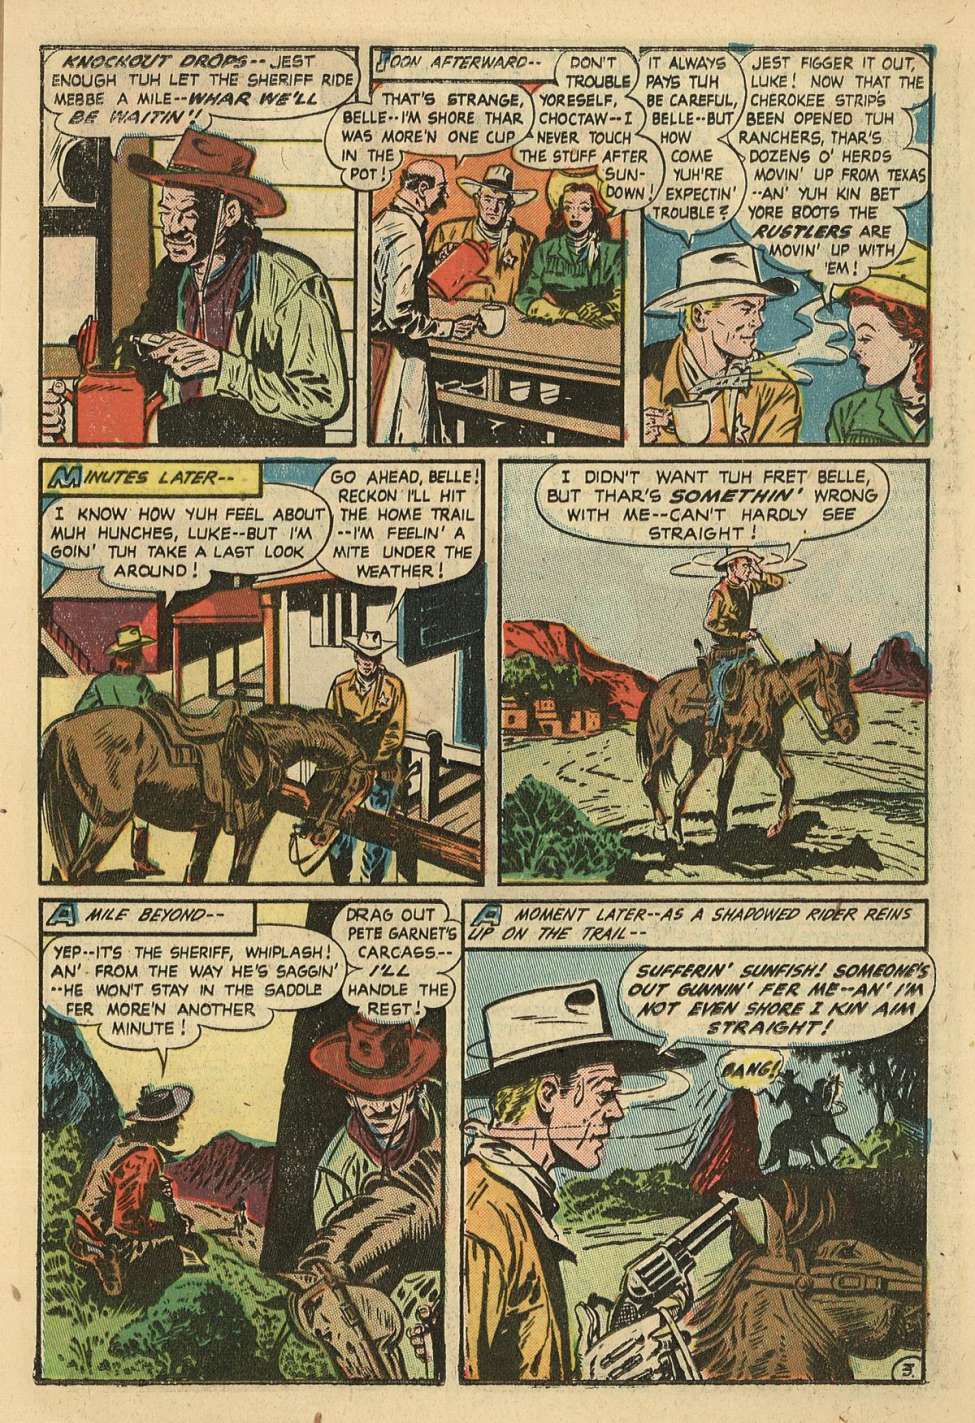 KNOCKOUT DROPS--JEST
ENOUGH TUH LET THE SHERIFF RIDE
MEBBE A MILE--WHAR WE'LL
BE WAITIN'!
SOON AFTERWARD--
THAT'S STRANGE,
BELLE--I'M SHORE THAR
WAS MORE'N ONE CUP
IN THE
POT!
DON'T
TROUBLE
YORESELF,
CHOCTAW--I
NEVER TOUCH
THE STUFF AFTER
SUN-
DOWN!
IT ALWAYS
PAYS TUH
BE CAREFUL,
BELLE--BUT
HOW
COME
YUH'RE
EXPECTIN'
TROUBLE?
JEST FIGGER IT OUT,
LUKE! NOW THAT THE
CHEROKEE STRIP'S
BEEN OPENED TUH
RANCHERS, THAR'S
DOZENS O' HERDS
MOVIN' UP FROM TEXAS
--AN' YUH KIN BET
YORE BOOTS THE
RUSTLERS ARE
MOVIN' UP WITH
'EM!
MINUTES LATER--
I KNOW HOW YUH FEEL ABOUT
MUH HUNCHES, LUKE--BUT I'M
GOIN' TUH TAKE A LAST LOOK
AROUND!
GO AHEAD, BELLE!
RECKON I'LL HIT
THE HOME TRAIL
--I'M FEELIN' A
MITE UNDER THE
WEATHER!
I DIDN'T WANT TUH FRET BELLE,
BUT THAR'S SOMETHIN' WRONG
WITH ME--CAN'T HARDLY SEE
STRAIGHT!
A MILE BEYOND--
YEP--IT'S THE SHERIFF, WHIPLASH!
AN' FROM THE WAY HE'S SAGGIN'
--HE WON'T STAY IN THE SADDLE
FER MORE'N ANOTHER
MINUTE!
DRAG OUT
PETE GARNET'S
CARCASS--
I'LL
HANDLE THE
REST!
A MOMENT LATER--AS A SHADOWED RIDER REINS
UP ON THE TRAIL--
SUFFERIN' SUNFISH! SOMEONE'S
OUT GUNNIN' FER ME--AN' I'M
NOT EVEN SHORE I KIN AIM
STRAIGHT!
BANG!
3.